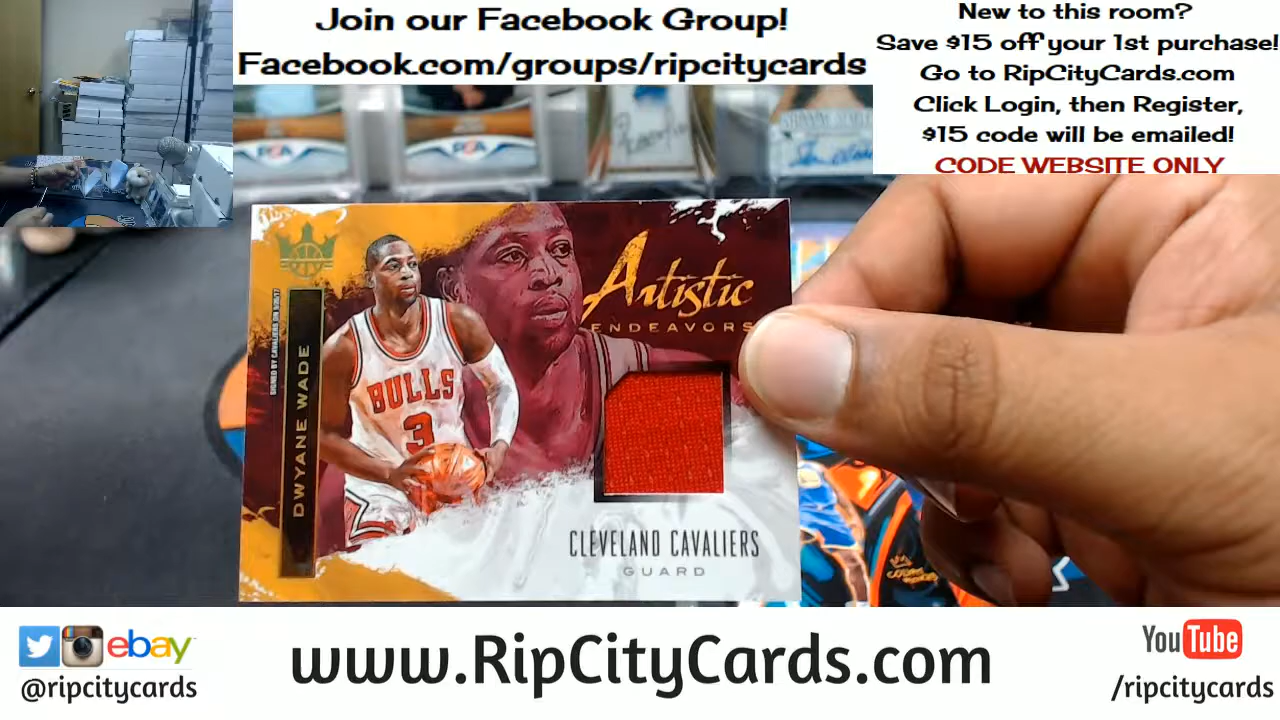 Join our Facebook Group!
Facebook.com/groups/ripcitycards
New to this room?
Save $15 off your 1st purchase!
Go to RipCityCards.com
Click Login, then Register,
$15 code will be emailed!
CODE WEBSITE ONLY
Artistic
ENDEAVORS
DWYANE WADE
BULLS
3
CLEVELAND CAVALIERS
GUARD
ebay
@ripcitycards
www.RipCityCards.com
YouTube
/ripcitycards